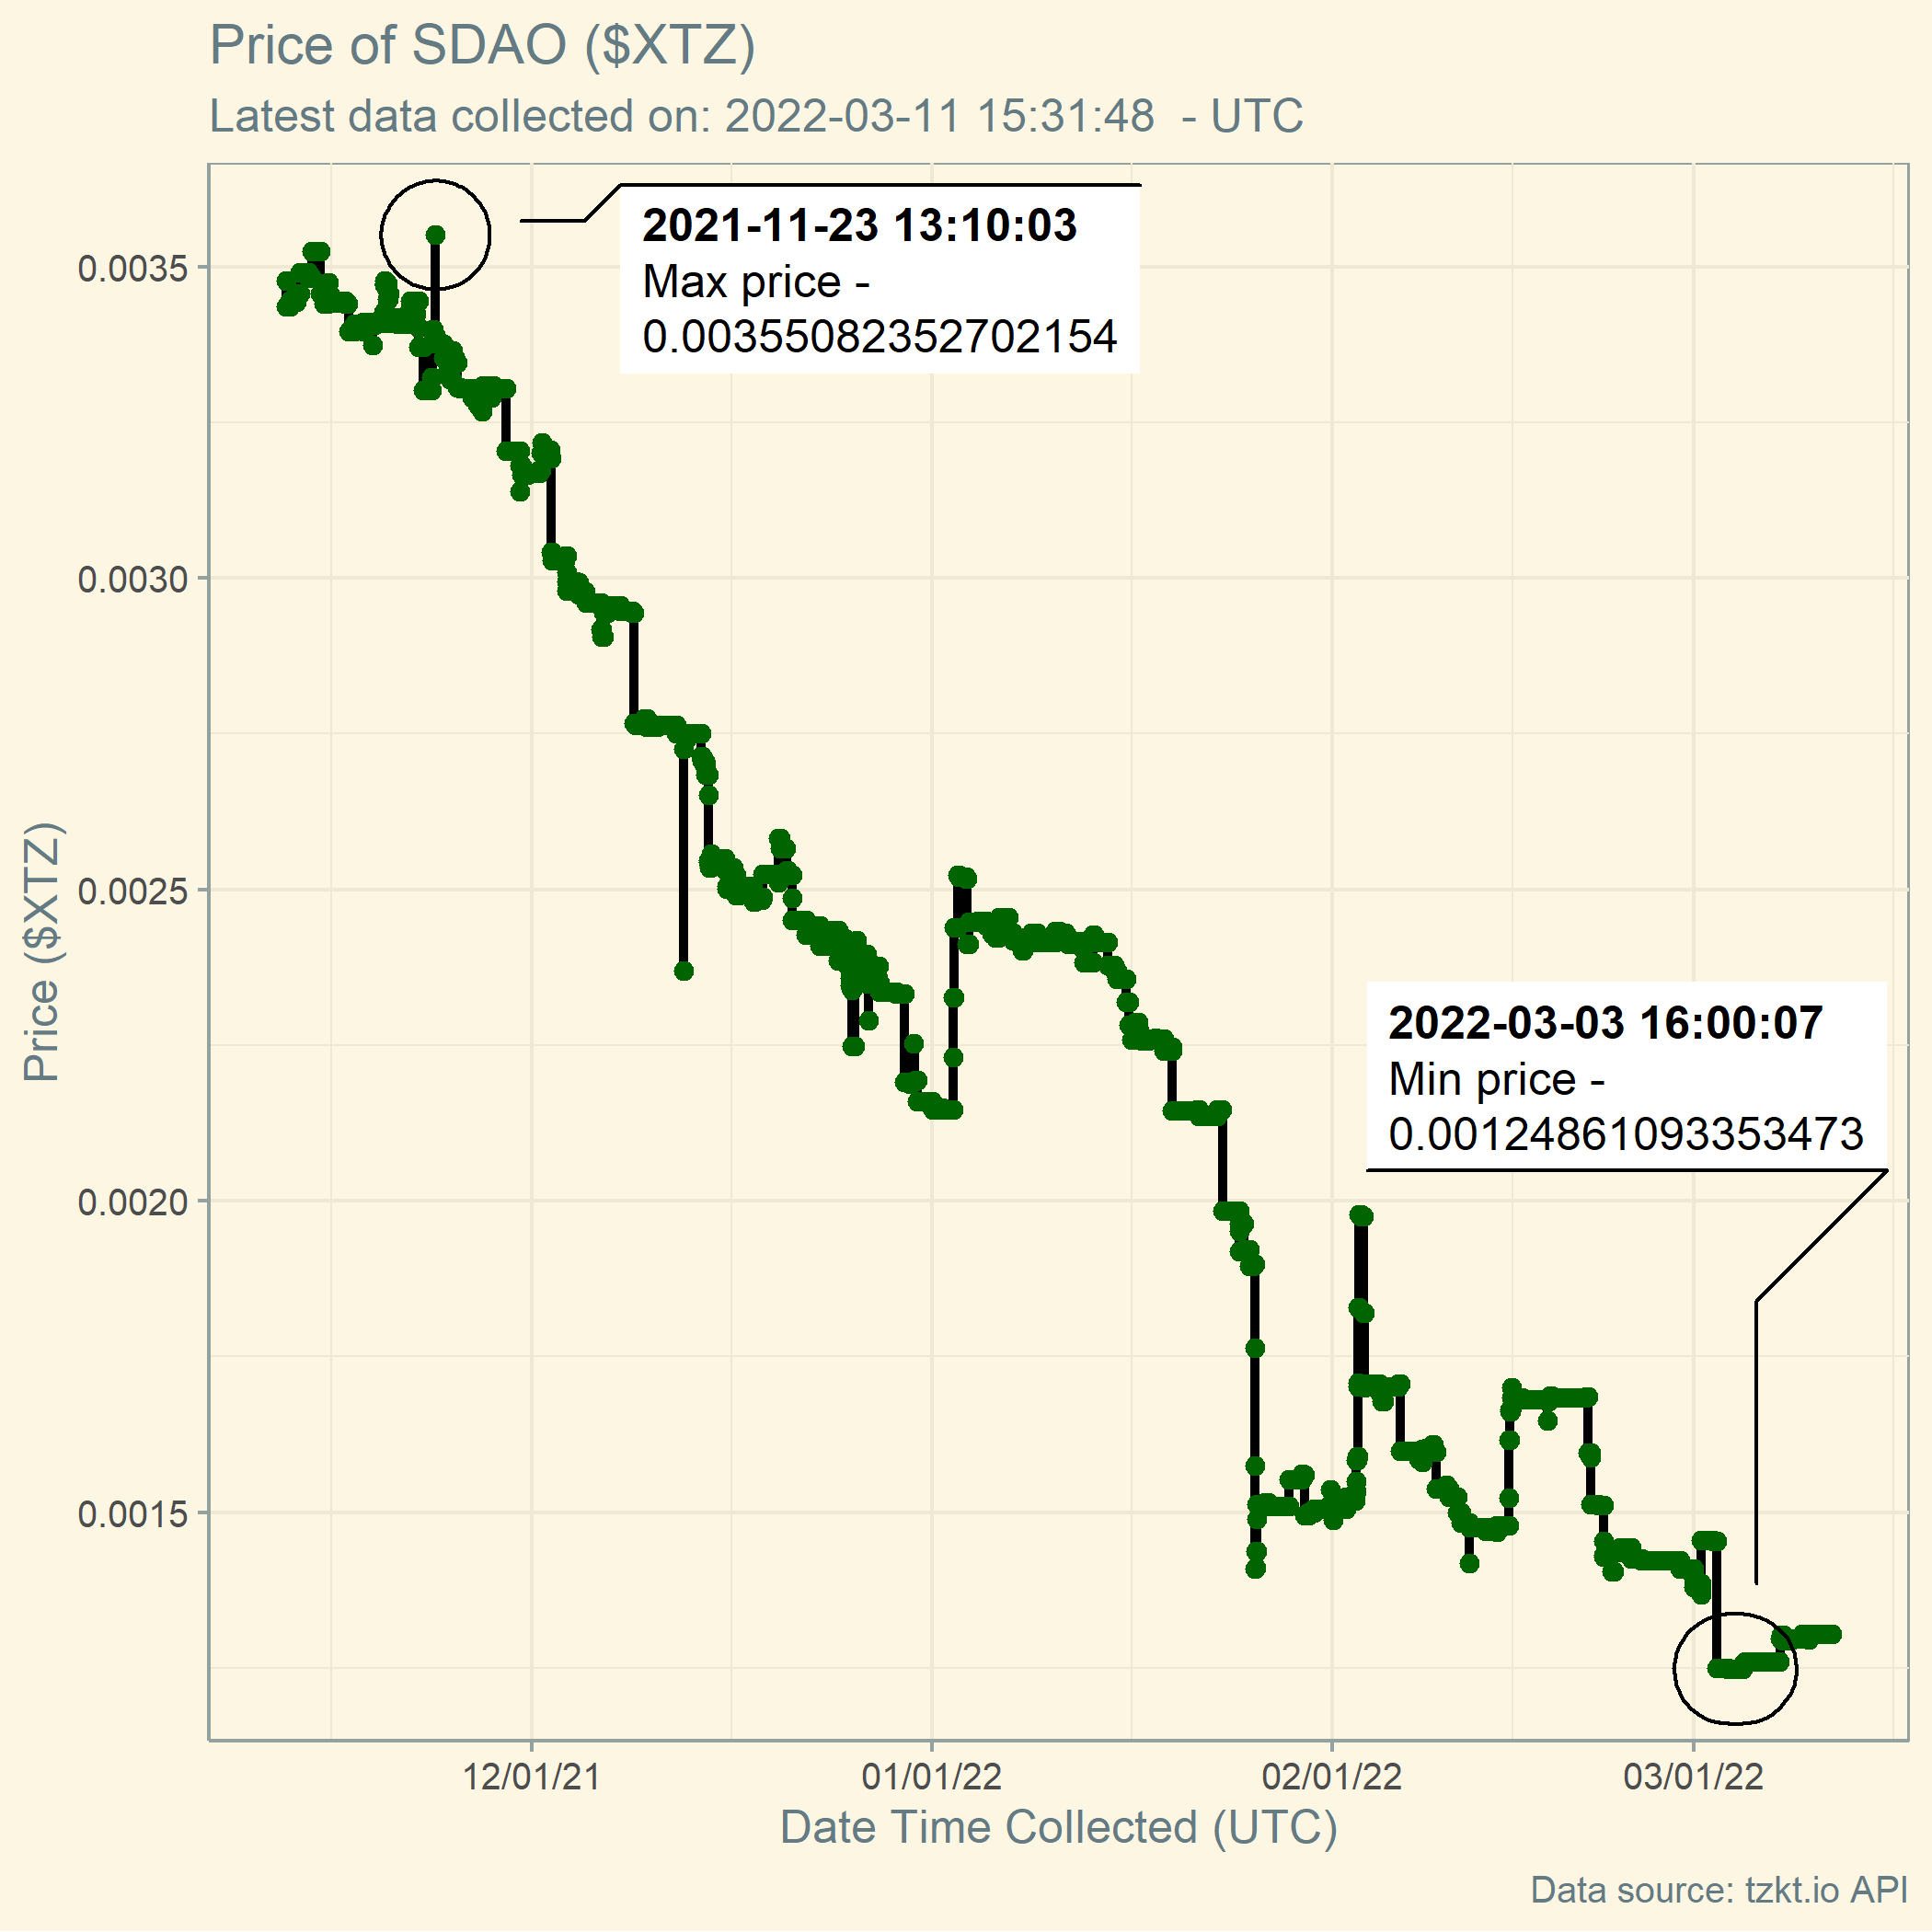 Price of SDAO ($XTZ)
Latest data collected on: 2022-03-11 15:31:48  - UTC
2021-11-23 13:10:03
Max price -
0.00355082352702154
2022-03-03 16:00:07
Min price -
0.00124861093353473
Price ($XTZ)
0.0035
0.0030
0.0025
0.0020
0.0015
12/01/21
01/01/22
02/01/22
03/01/22
Date Time Collected (UTC)
Data source: tzkt.io API